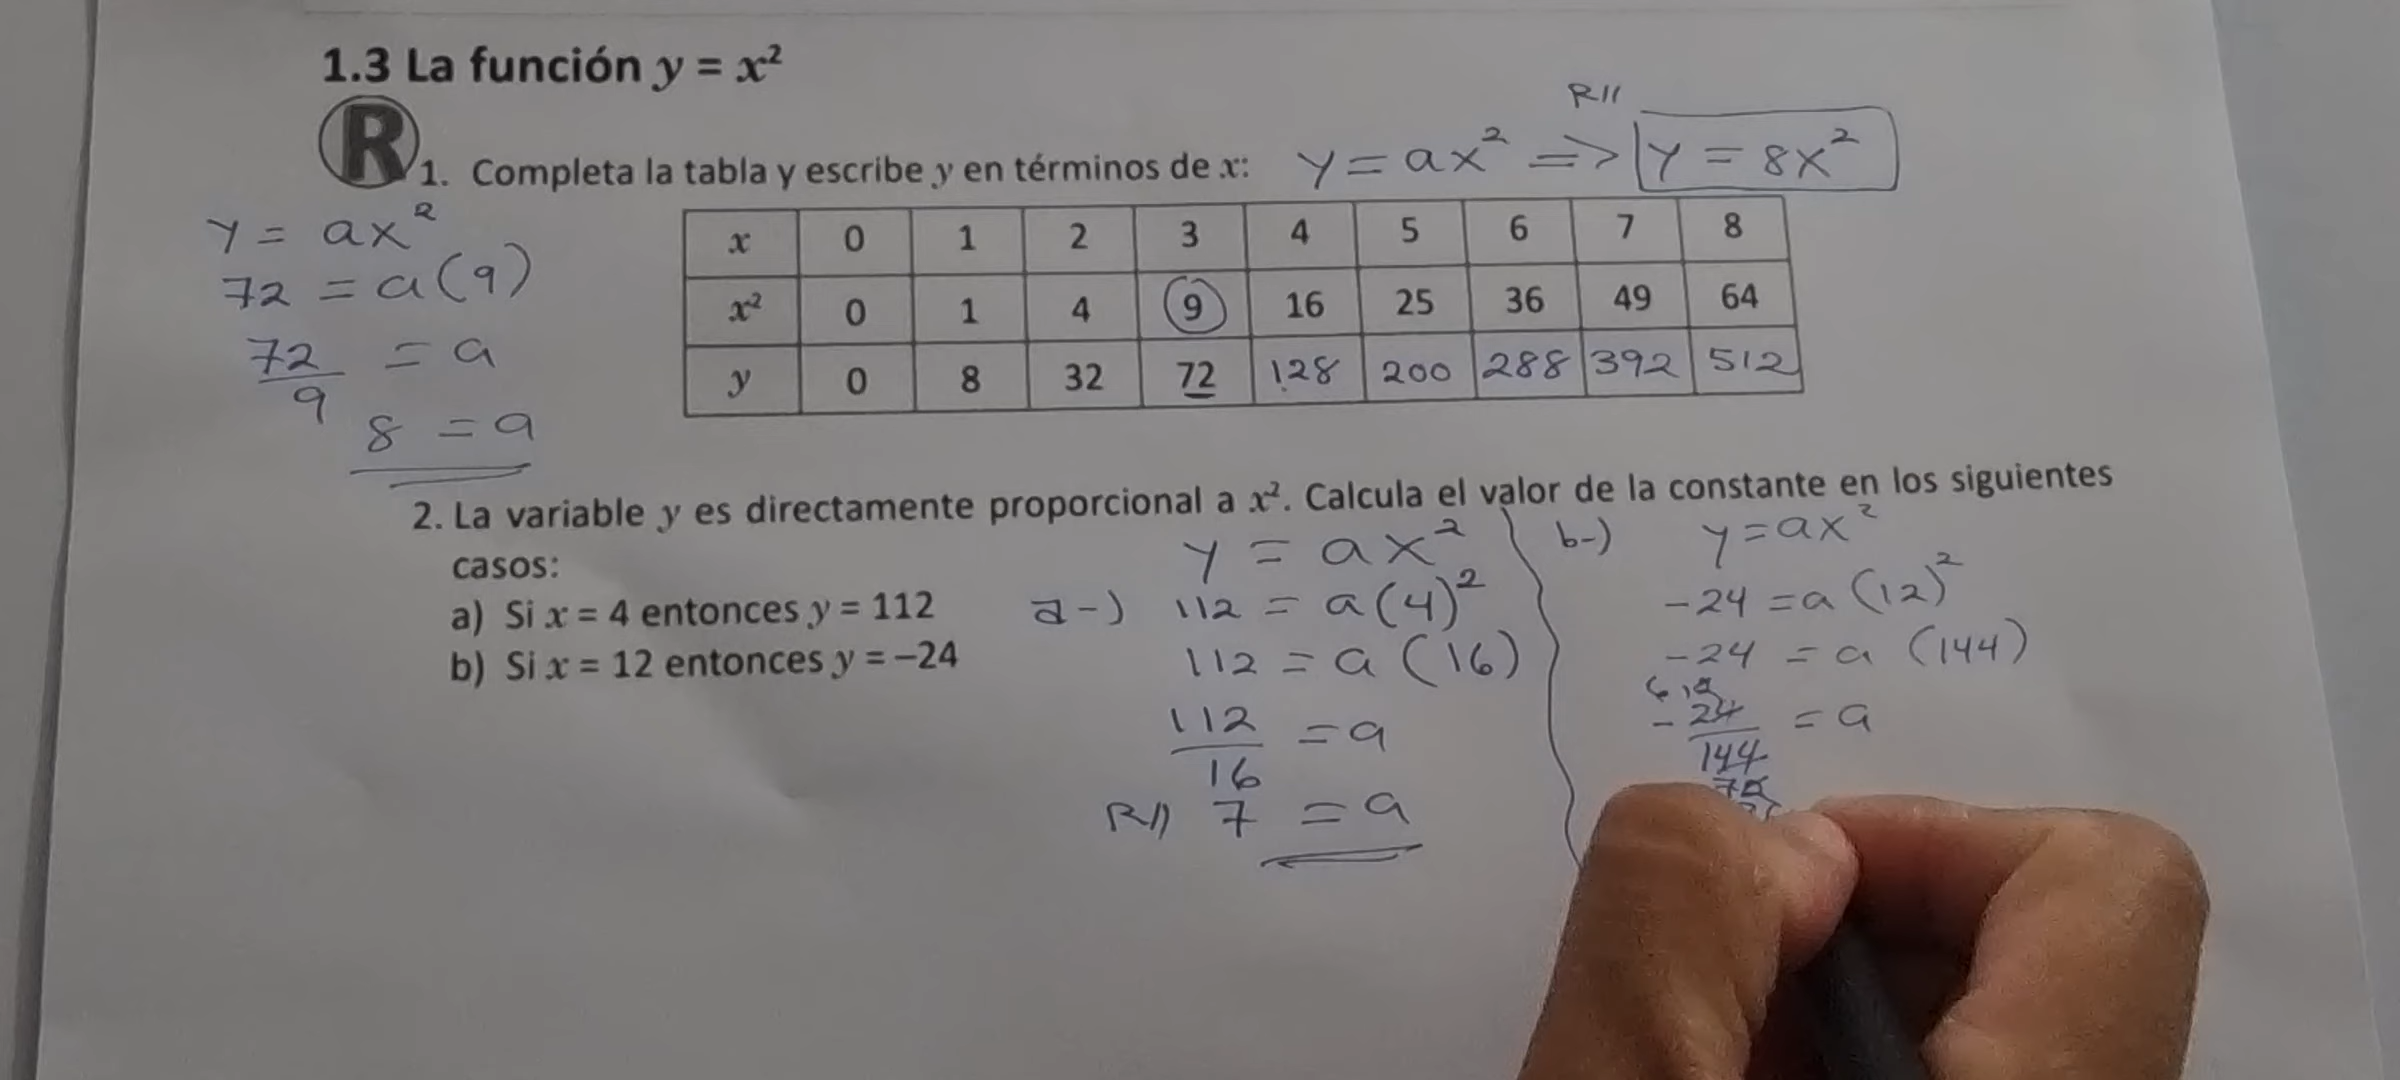 1.3 La función y = x²
R
R//
1. Completa la tabla y escribe y en términos de x: y = ax² => y = 8x²
x 0 1 2 3 4 5 6 7 8
x² 0 1 4 9 16 25 36 49 64
y 0 8 32 72 128 200 288 392 512
y = ax²
72 = a(9)
72/9 = a
8 = a
2. La variable y es directamente proporcional a x². Calcula el valor de la constante en los siguientes
casos:
a) Si x = 4 entonces y = 112
b) Si x = 12 entonces y = −24
y = ax²
a-) 112 = a(4)²
112 = a(16)
112/16 = a
R// 7 = a
b-) y = ax²
-24 = a(12)²
-24 = a(144)
6 12
-24/144 = a
72